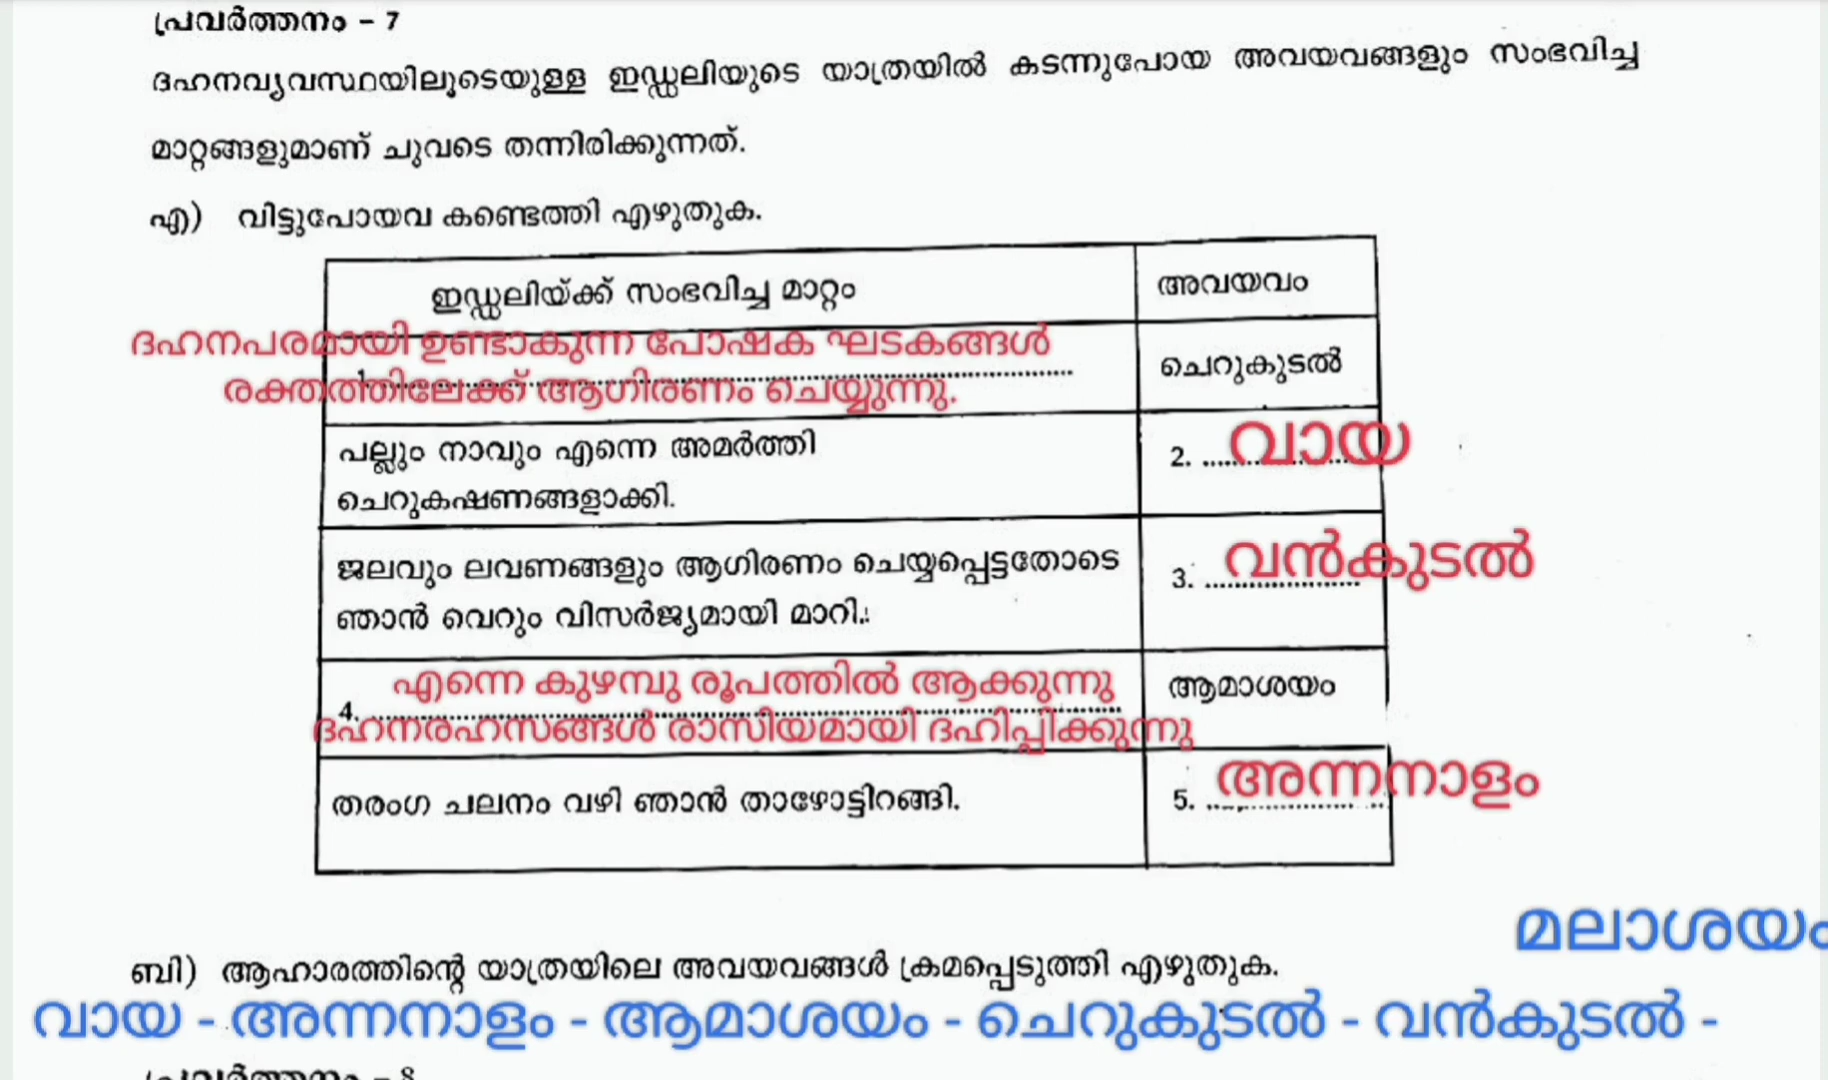 പ്രവർത്തനം – 7
ദഹനവ്യവസ്ഥയിലൂടെയുള്ള ഇഡ്ഡലിയുടെ യാത്രയിൽ കടന്നുപോയ അവയവങ്ങളും സംഭവിച്ച
മാറ്റങ്ങളുമാണ് ചുവടെ തന്നിരിക്കുന്നത്.
എ) വിട്ടുപോയവ കണ്ടെത്തി എഴുതുക.
ഇഡ്ഡലിയ്ക്ക് സംഭവിച്ച മാറ്റം
അവയവം
ദഹനപരമായി ഉണ്ടാകുന്ന പോഷക ഘടകങ്ങൾ
രക്തത്തിലേക്ക് ആഗിരണം ചെയ്യുന്നു.
ചെറുകുടൽ
പല്ലും നാവും എന്നെ അമർത്തി
ചെറുകഷണങ്ങളാക്കി.
2. വായ
ജലവും ലവണങ്ങളും ആഗിരണം ചെയ്യപ്പെട്ടതോടെ
ഞാൻ വെറും വിസർജ്യമായി മാറി.
3. വൻകുടൽ
4. എന്നെ കുഴമ്പു രൂപത്തിൽ ആക്കുന്നു
ദഹനരഹസങ്ങൾ രാസിയമായി ദഹിപ്പിക്കുന്നു
ആമാശയം
തരംഗ ചലനം വഴി ഞാൻ താഴോട്ടിറങ്ങി.
5. അന്നനാളം
മലാശയം
ബി) ആഹാരത്തിന്റെ യാത്രയിലെ അവയവങ്ങൾ ക്രമപ്പെടുത്തി എഴുതുക.
വായ - അന്നനാളം - ആമാശയം - ചെറുകുടൽ - വൻകുടൽ -
പ്രവർത്തനം – 8